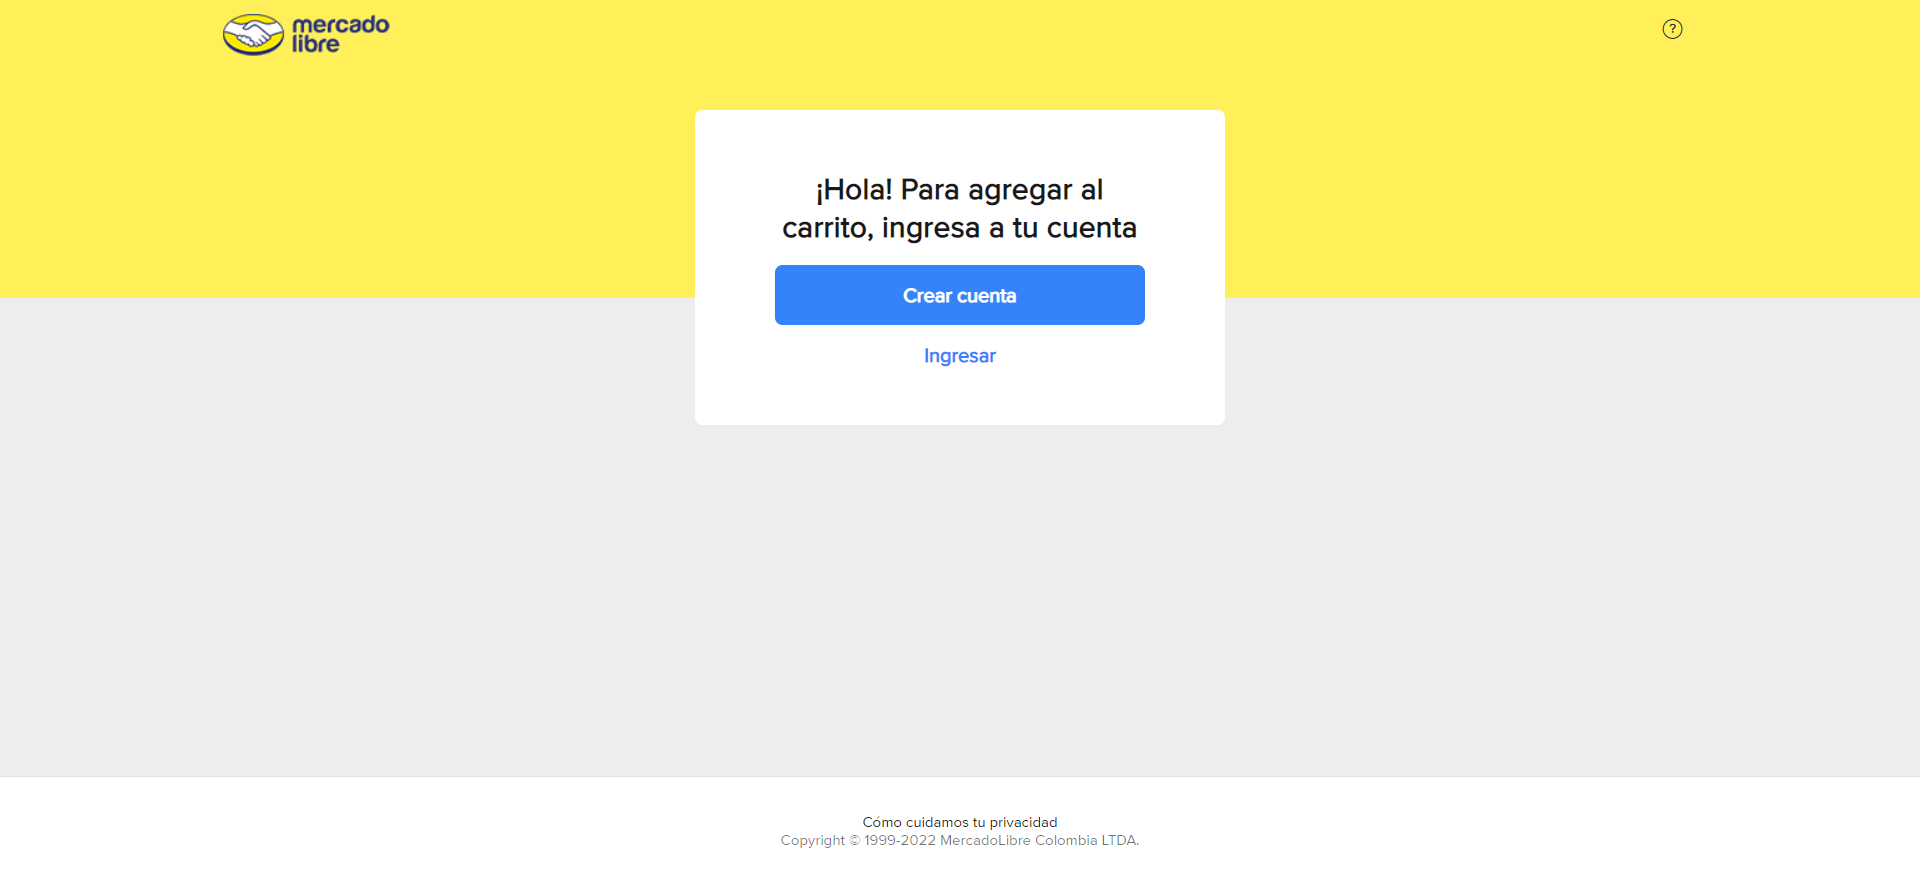 mercado
libre
?
¡Hola! Para agregar al
carrito, ingresa a tu cuenta
Crear cuenta
Ingresar
Cómo cuidamos tu privacidad
Copyright © 1999-2022 MercadoLibre Colombia LTDA.